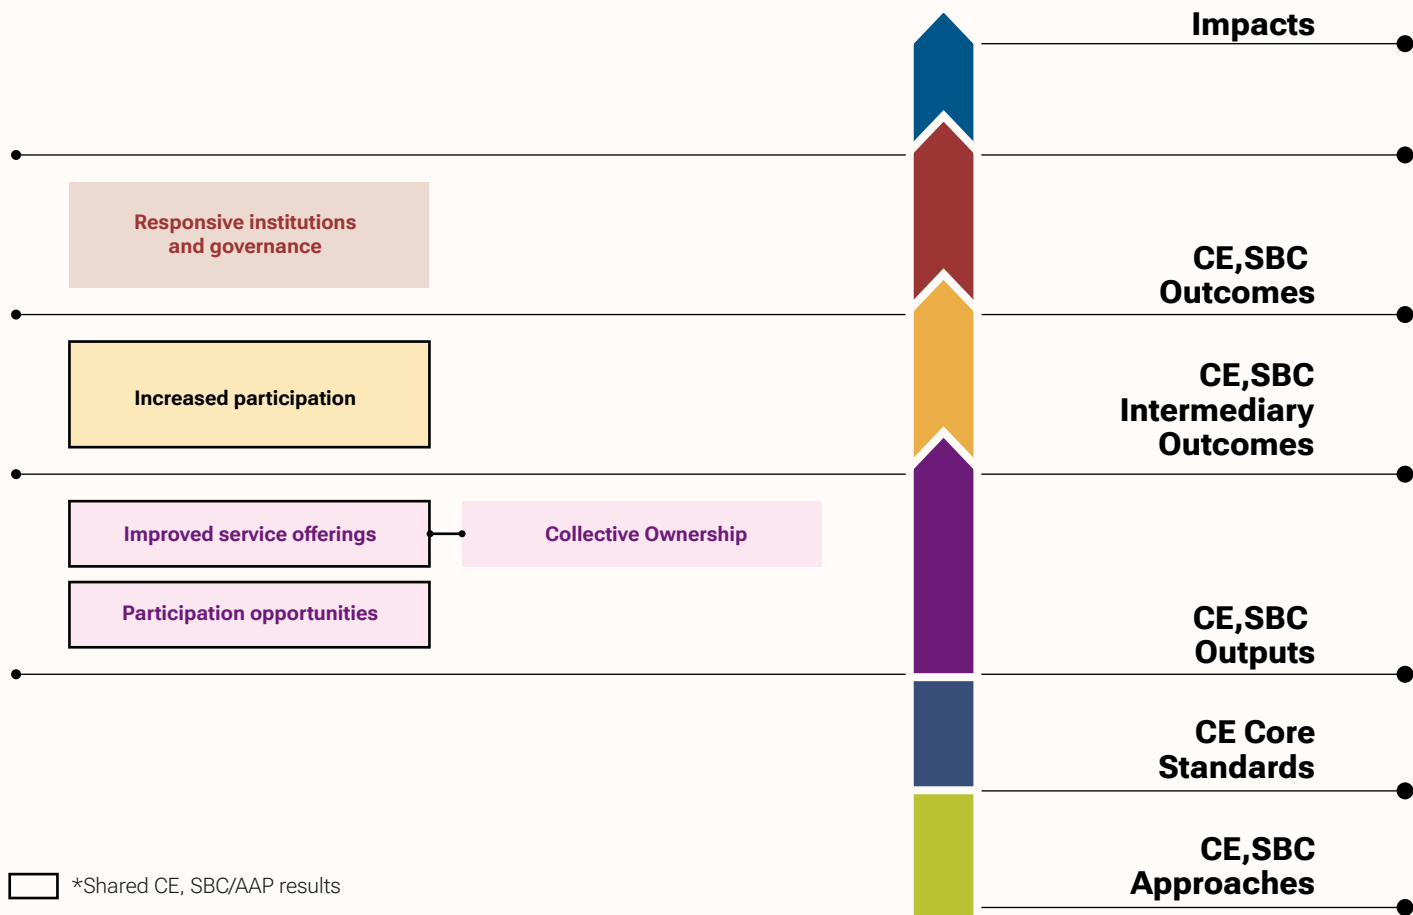 Impacts
Responsive institutions
and governance
CE,SBC
Outcomes
Increased participation
CE,SBC
Intermediary
Outcomes
Improved service offerings
Collective Ownership
Participation opportunities
CE,SBC
Outputs
CE Core
Standards
CE,SBC
Approaches
*Shared CE, SBC/AAP results